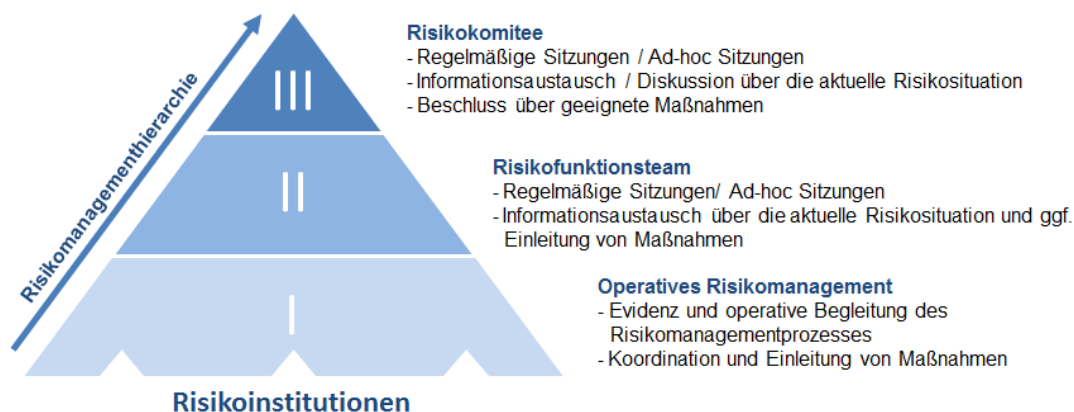 Risikomanagementhierarchie
III
Risikokomitee
- Regelmäßige Sitzungen / Ad-hoc Sitzungen
- Informationsaustausch / Diskussion über die aktuelle Risikosituation
- Beschluss über geeignete Maßnahmen
II
Risikofunktionsteam
- Regelmäßige Sitzungen/ Ad-hoc Sitzungen
- Informationsaustausch über die aktuelle Risikosituation und ggf.
Einleitung von Maßnahmen
I
Operatives Risikomanagement
- Evidenz und operative Begleitung des
Risikomanagementprozesses
- Koordination und Einleitung von Maßnahmen
Risikoinstitutionen